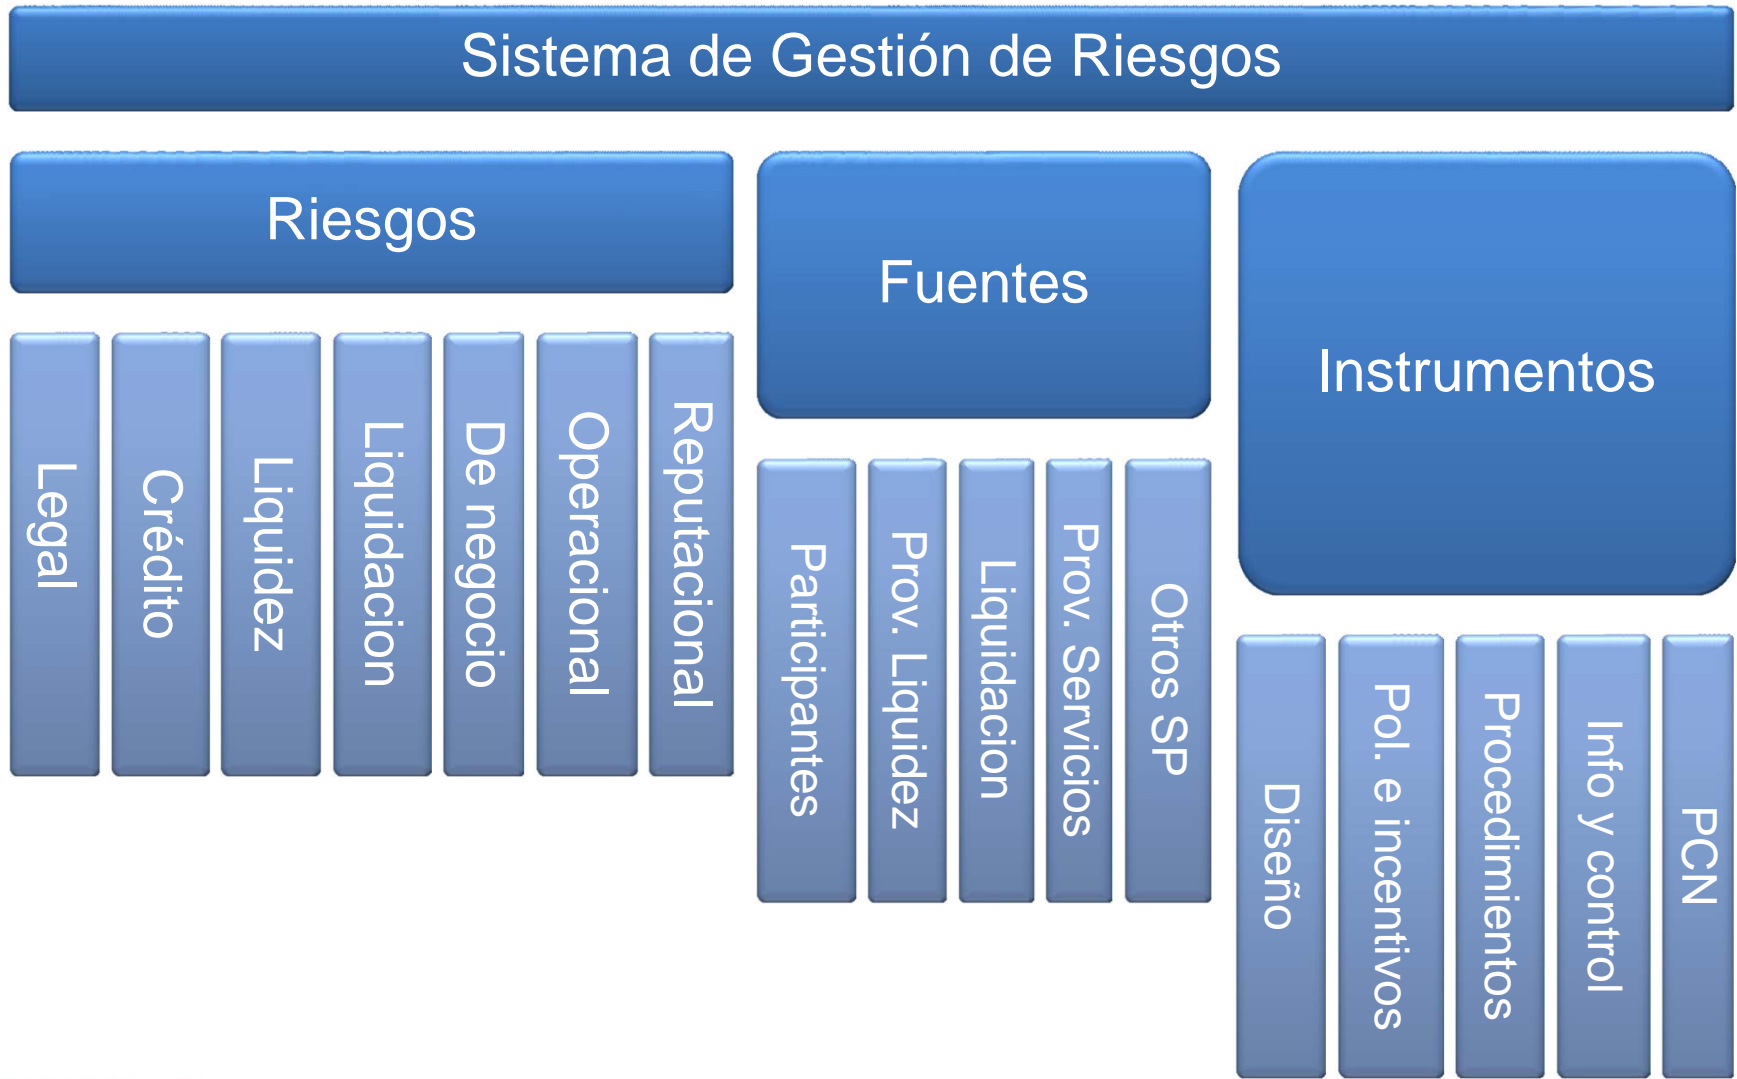 Sistema de Gestión de Riesgos
Riesgos
Legal
Crédito
Liquidez
Liquidacion
De negocio
Operacional
Reputacional
Fuentes
Participantes
Prov. Liquidez
Liquidacion
Prov. Servicios
Otros SP
Instrumentos
Diseño
Pol. e incentivos
Procedimientos
Info y control
PCN